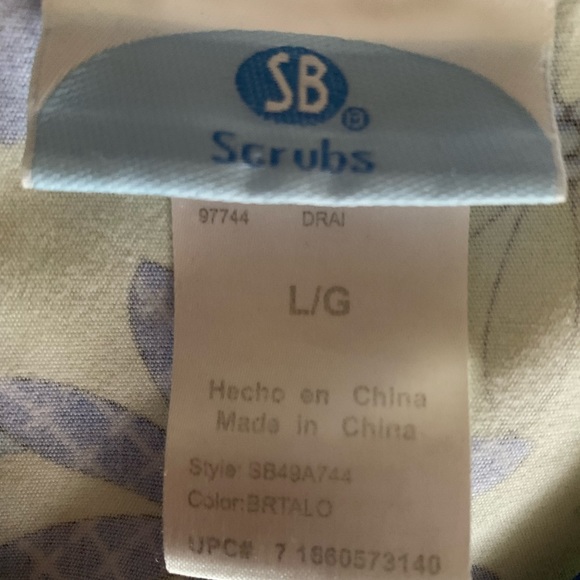 SB®
Scrubs
97744 DRAI
L/G
Hecho en China
Made in China
Style: SB49A744
Color:BRTALO
UPC# 7 1860573140